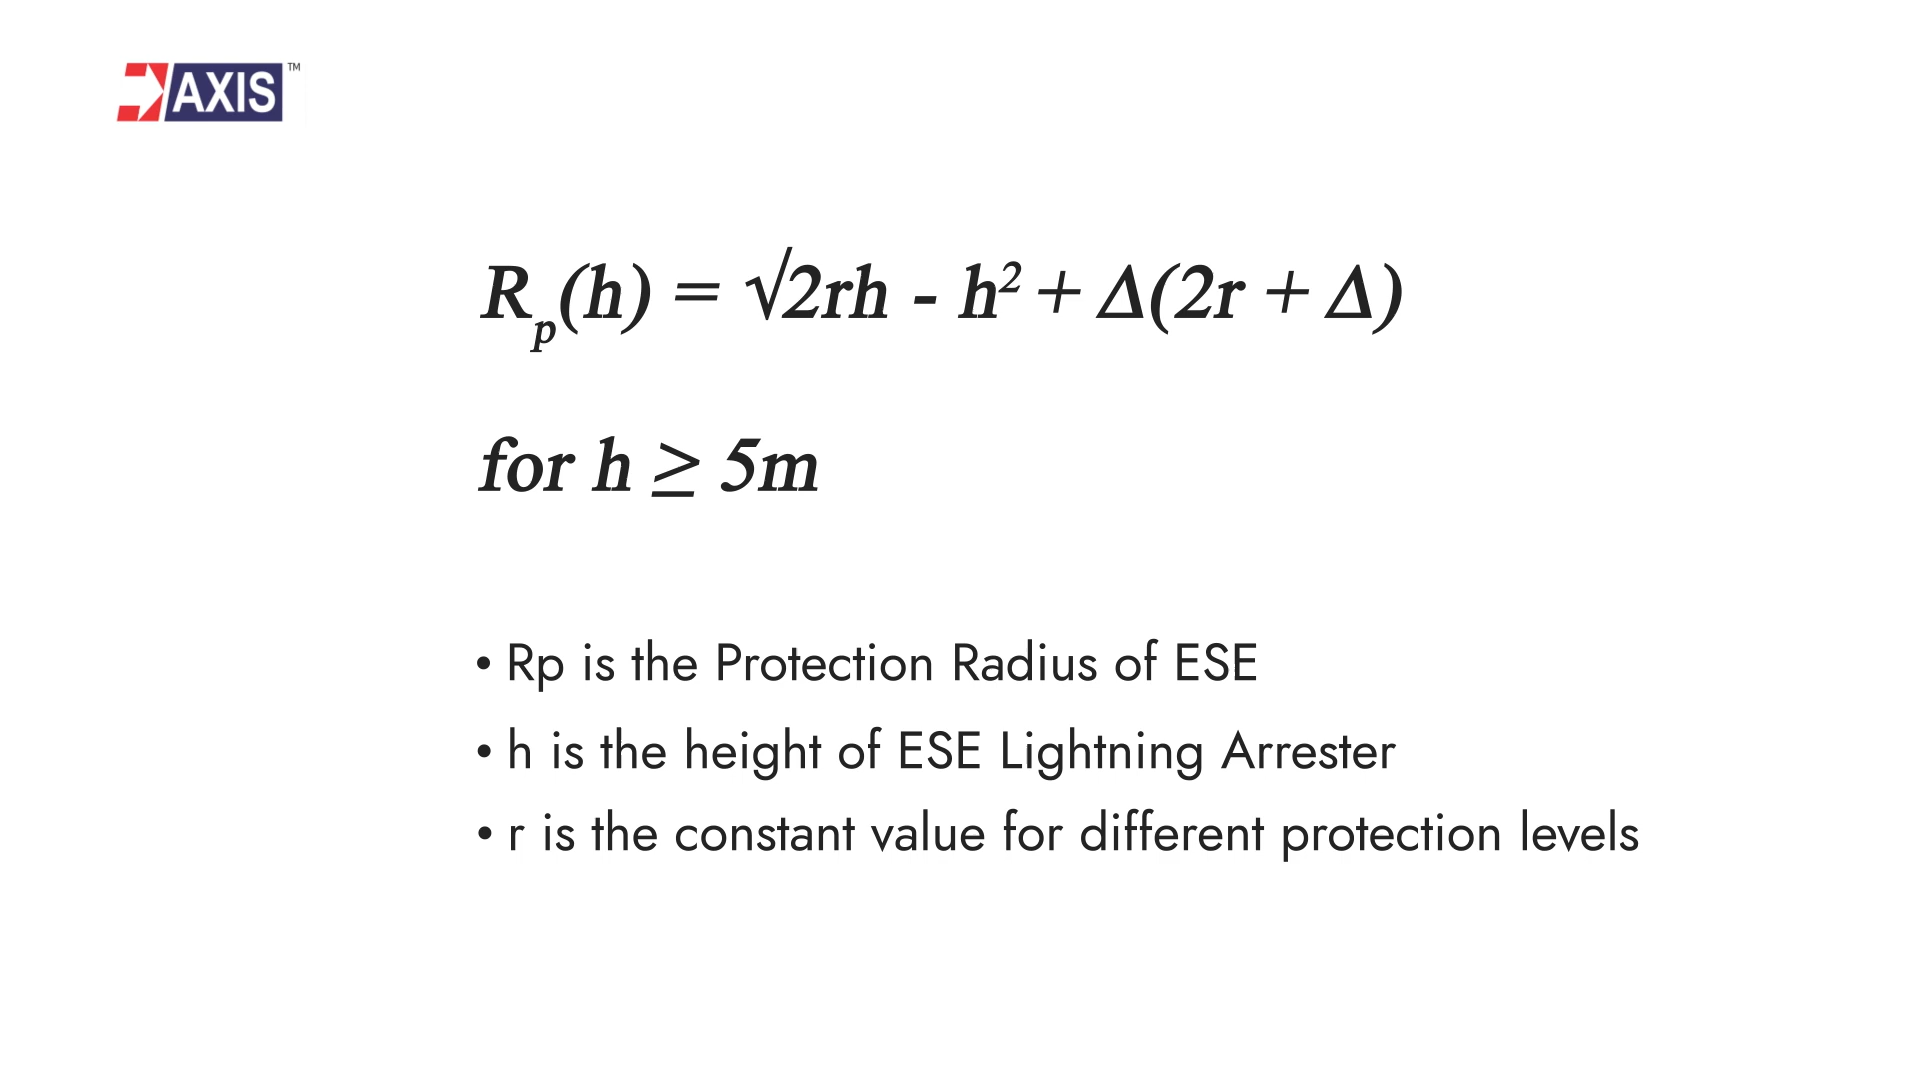 AXIS™
Rₚ(h) = √2rh - h² + Δ(2r + Δ)
for h ≥ 5m
• Rp is the Protection Radius of ESE
• h is the height of ESE Lightning Arrester
• r is the constant value for different protection levels